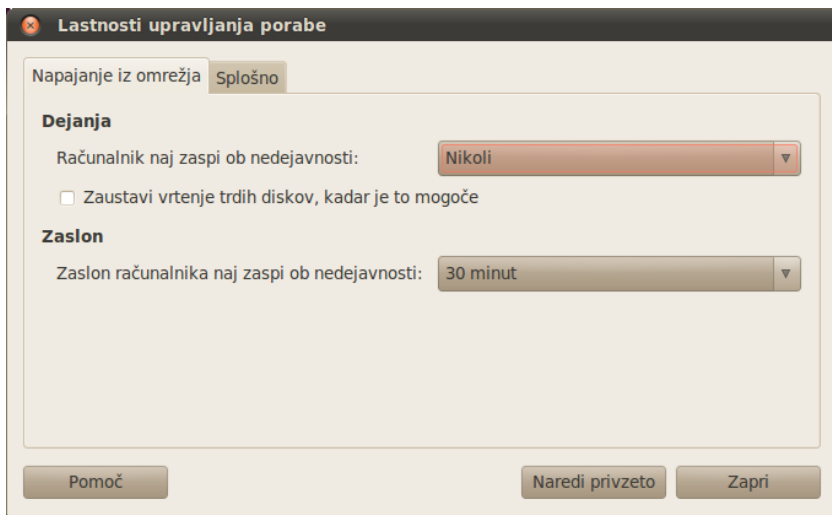 Lastnosti upravljanja porabe
Napajanje iz omrežja
Splošno
Dejanja
Računalnik naj zaspi ob nedejavnosti:
Nikoli
Zaustavi vrtenje trdih diskov, kadar je to mogoče
Zaslon
Zaslon računalnika naj zaspi ob nedejavnosti:
30 minut
Pomoč
Naredi privzeto
Zapri